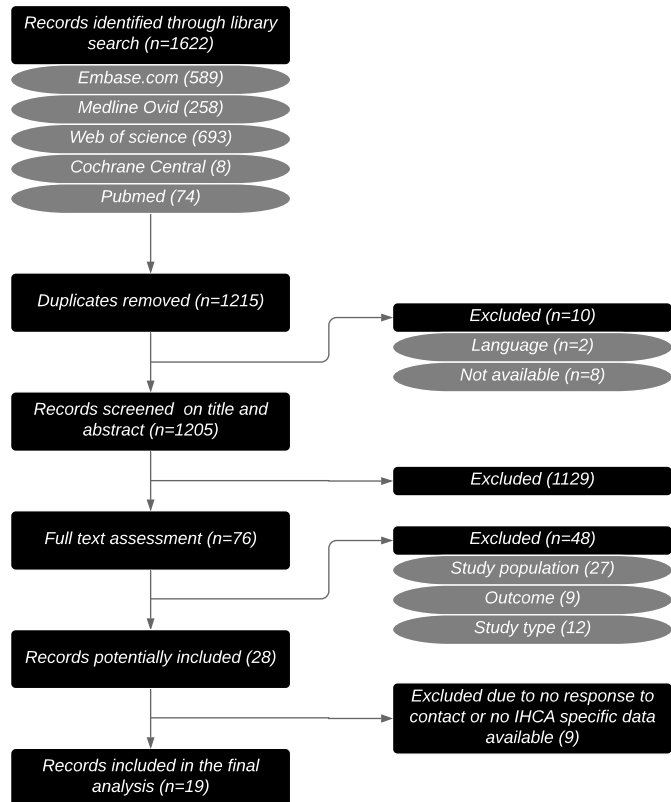 Records identified through library
search (n=1622)
Embase.com (589)
Medline Ovid (258)
Web of science (693)
Cochrane Central (8)
Pubmed (74)
Duplicates removed (n=1215)
Excluded (n=10)
Language (n=2)
Not available (n=8)
Records screened on title and
abstract (n=1205)
Excluded (1129)
Full text assessment (n=76)
Excluded (n=48)
Study population (27)
Outcome (9)
Study type (12)
Records potentially included (28)
Excluded due to no response to
contact or no IHCA specific data
available (9)
Records included in the final
analysis (n=19)